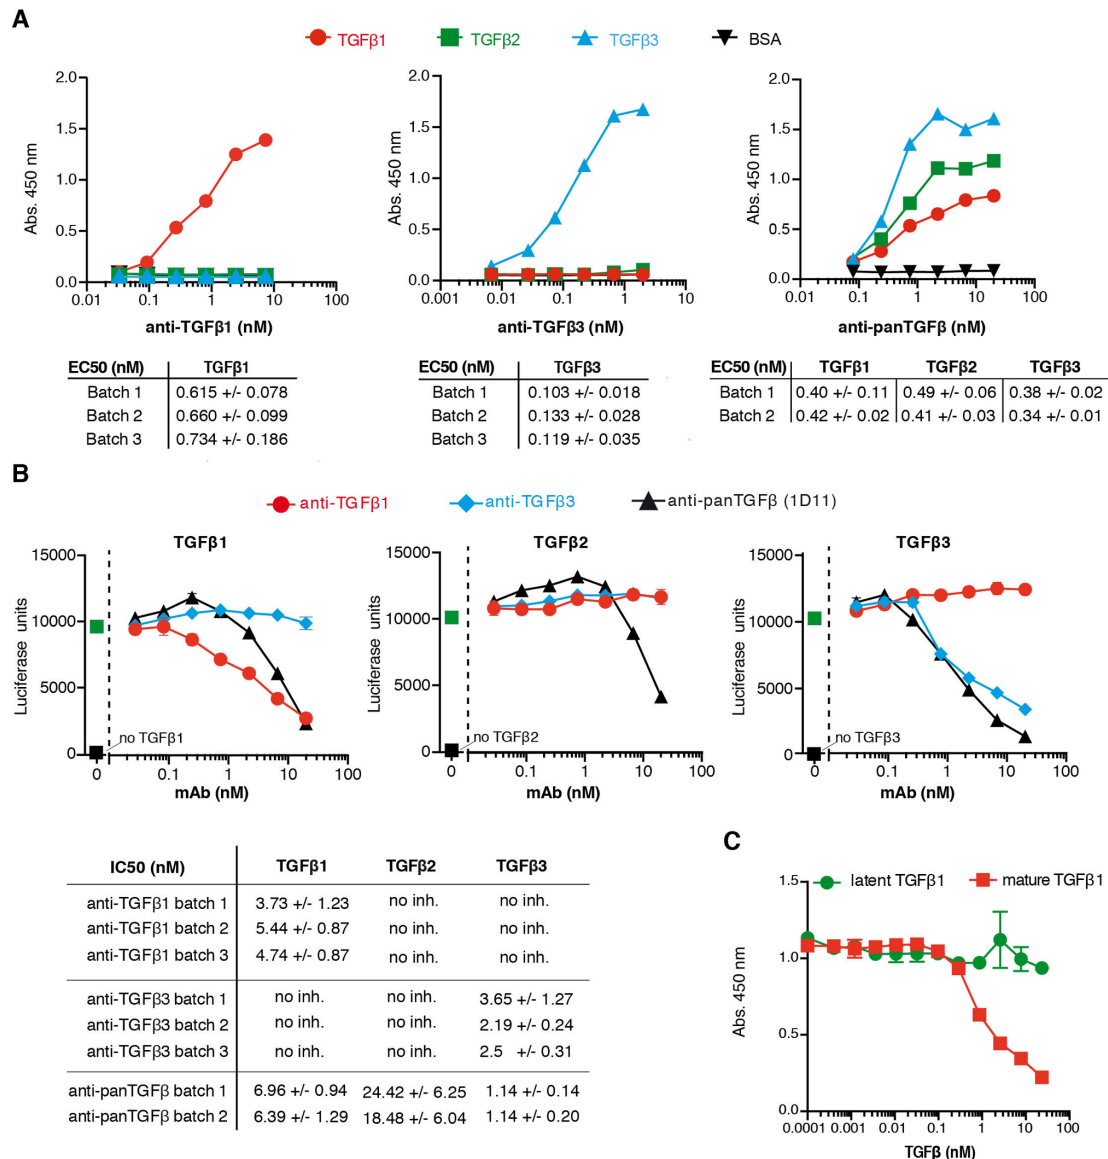 A
TGFβ1 TGFβ2 TGFβ3 BSA
2.0 2.0 2.0
1.5 1.5 1.5
1.0 1.0 1.0
0.5 0.5 0.5
0.0 0.0 0.0
Abs. 450 nm Abs. 450 nm Abs. 450 nm
0.01 0.1 1 10 100 0.001 0.01 0.1 1 10 0.01 0.1 1 10 100
anti-TGFβ1 (nM) anti-TGFβ3 (nM) anti-panTGFβ (nM)
EC50 (nM) TGFβ1
Batch 1 0.615 +/- 0.078
Batch 2 0.660 +/- 0.099
Batch 3 0.734 +/- 0.186
EC50 (nM) TGFβ3
Batch 1 0.103 +/- 0.018
Batch 2 0.133 +/- 0.028
Batch 3 0.119 +/- 0.035
EC50 (nM) TGFβ1 TGFβ2 TGFβ3
Batch 1 0.40 +/- 0.11 0.49 +/- 0.06 0.38 +/- 0.02
Batch 2 0.42 +/- 0.02 0.41 +/- 0.03 0.34 +/- 0.01
B
anti-TGFβ1 anti-TGFβ3 anti-panTGFβ (1D11)
TGFβ1 TGFβ2 TGFβ3
15000 15000 15000
10000 10000 10000
5000 5000 5000
0 0 0
Luciferase units Luciferase units Luciferase units
no TGFβ1 no TGFβ2 no TGFβ3
0 0.1 1 10 100 0 0.1 1 10 100 0 0.1 1 10 100
mAb (nM) mAb (nM) mAb (nM)
IC50 (nM) TGFβ1 TGFβ2 TGFβ3
anti-TGFβ1 batch 1 3.73 +/- 1.23 no inh. no inh.
anti-TGFβ1 batch 2 5.44 +/- 0.87 no inh. no inh.
anti-TGFβ1 batch 3 4.74 +/- 0.87 no inh. no inh.
anti-TGFβ3 batch 1 no inh. no inh. 3.65 +/- 1.27
anti-TGFβ3 batch 2 no inh. no inh. 2.19 +/- 0.24
anti-TGFβ3 batch 3 no inh. no inh. 2.5 +/- 0.31
anti-panTGFβ batch 1 6.96 +/- 0.94 24.42 +/- 6.25 1.14 +/- 0.14
anti-panTGFβ batch 2 6.39 +/- 1.29 18.48 +/- 6.04 1.14 +/- 0.20
C
latent TGFβ1 mature TGFβ1
1.5
1.0
0.5
0.0
Abs. 450 nm
0.0001 0.001 0.01 0.1 1 10 100
TGFβ (nM)